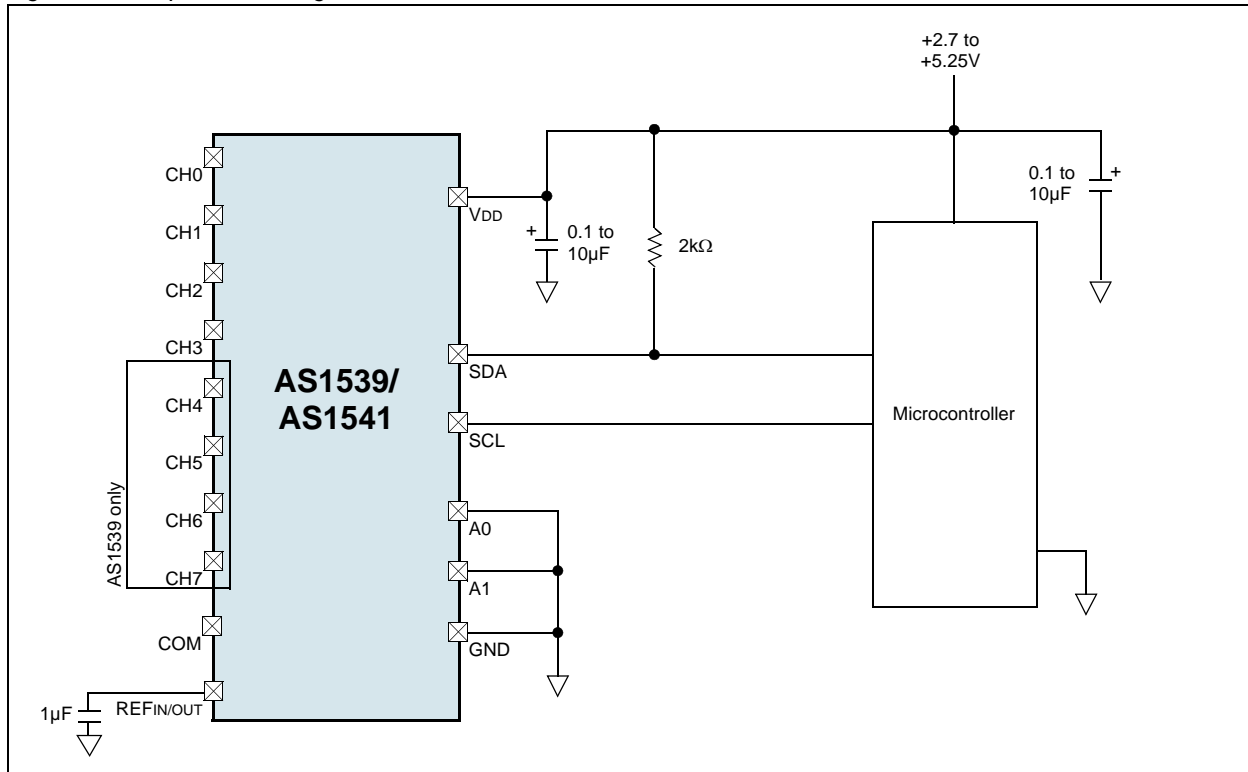 +2.7 to
+5.25V
CH0
CH1
CH2
CH3
CH4
CH5
CH6
CH7
AS1539 only
COM
REFIN/OUT
1µF
AS1539/
AS1541
VDD
SDA
SCL
A0
A1
GND
+ 0.1 to
10µF
2kΩ
0.1 to +
10µF
Microcontroller